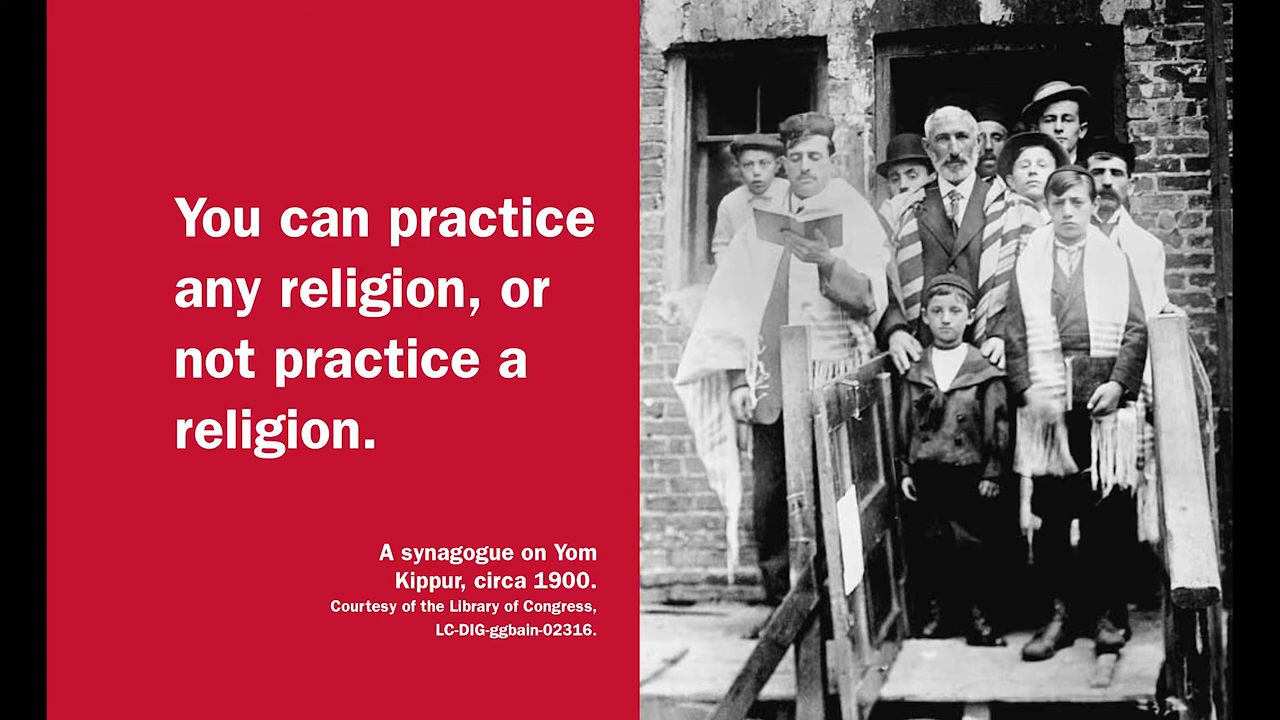 You can practice
any religion, or
not practice a
religion.
A synagogue on Yom
Kippur, circa 1900.
Courtesy of the Library of Congress,
LC-DIG-ggbain-02316.